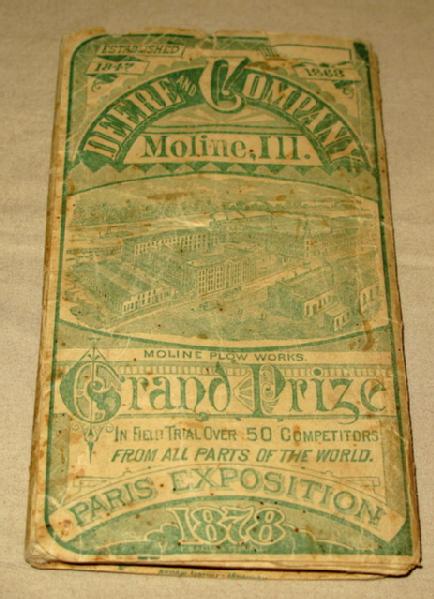 ESTABLISHED
1847 1868
DEERE AND COMPANY
Moline, Ill.
MOLINE PLOW WORKS.
Grand Prize
IN FIELD TRIAL OVER 50 COMPETITORS
FROM ALL PARTS OF THE WORLD.
PARIS EXPOSITION
1878